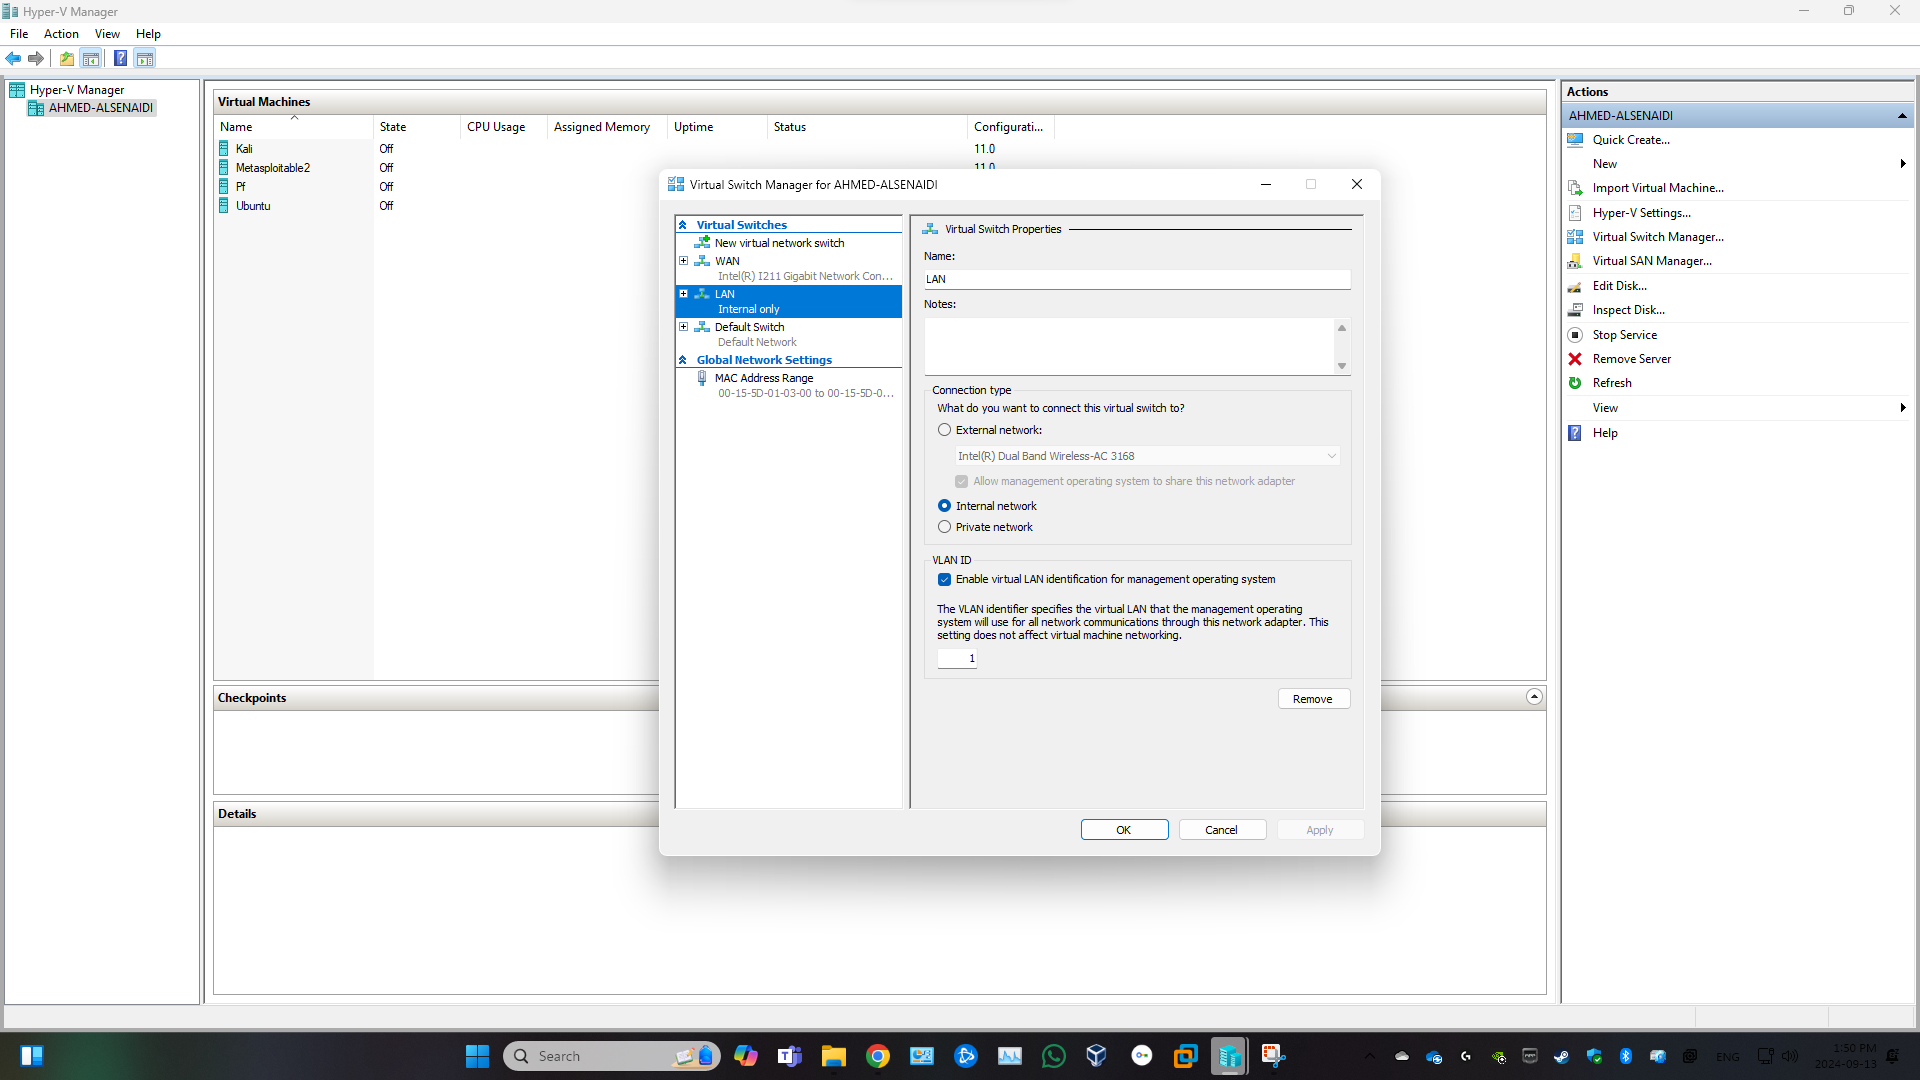 Hyper-V Manager
File Action View Help
Hyper-V Manager
AHMED-ALSENAIDI
Virtual Machines
Name State CPU Usage Assigned Memory Uptime Status Configurati...
Kali Off 11.0
Metasploitable2 Off 11.0
Pf Off
Ubuntu Off
Checkpoints
Details
Virtual Switch Manager for AHMED-ALSENAIDI
Virtual Switches
New virtual network switch
WAN
Intel(R) I211 Gigabit Network Con...
LAN
Internal only
Default Switch
Default Network
Global Network Settings
MAC Address Range
00-15-5D-01-03-00 to 00-15-5D-0...
Virtual Switch Properties
Name:
LAN
Notes:
Connection type
What do you want to connect this virtual switch to?
External network:
Intel(R) Dual Band Wireless-AC 3168
Allow management operating system to share this network adapter
Internal network
Private network
VLAN ID
Enable virtual LAN identification for management operating system
The VLAN identifier specifies the virtual LAN that the management operating
system will use for all network communications through this network adapter. This
setting does not affect virtual machine networking.
1
Remove
OK Cancel Apply
Actions
AHMED-ALSENAIDI
Quick Create...
New
Import Virtual Machine...
Hyper-V Settings...
Virtual Switch Manager...
Virtual SAN Manager...
Edit Disk...
Inspect Disk...
Stop Service
Remove Server
Refresh
View
Help
Search
ENG
1:50 PM
2024-09-13